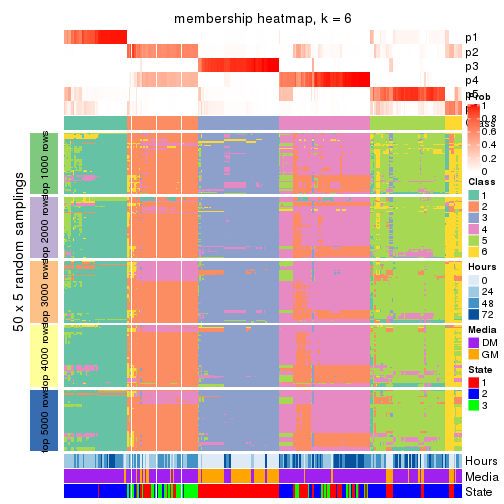 membership heatmap, k = 6
p1
p2
p3
p4
Prob
1
0.8
0.6
0.4
0.2
0
Class
1
2
3
4
5
6
Hours
0
24
48
72
Media
DM
GM
State
1
2
3
50 x 5 random samplings
top 1000 rows
top 2000 rows
top 3000 rows
top 4000 rows
top 5000 rows
Hours
Media
State